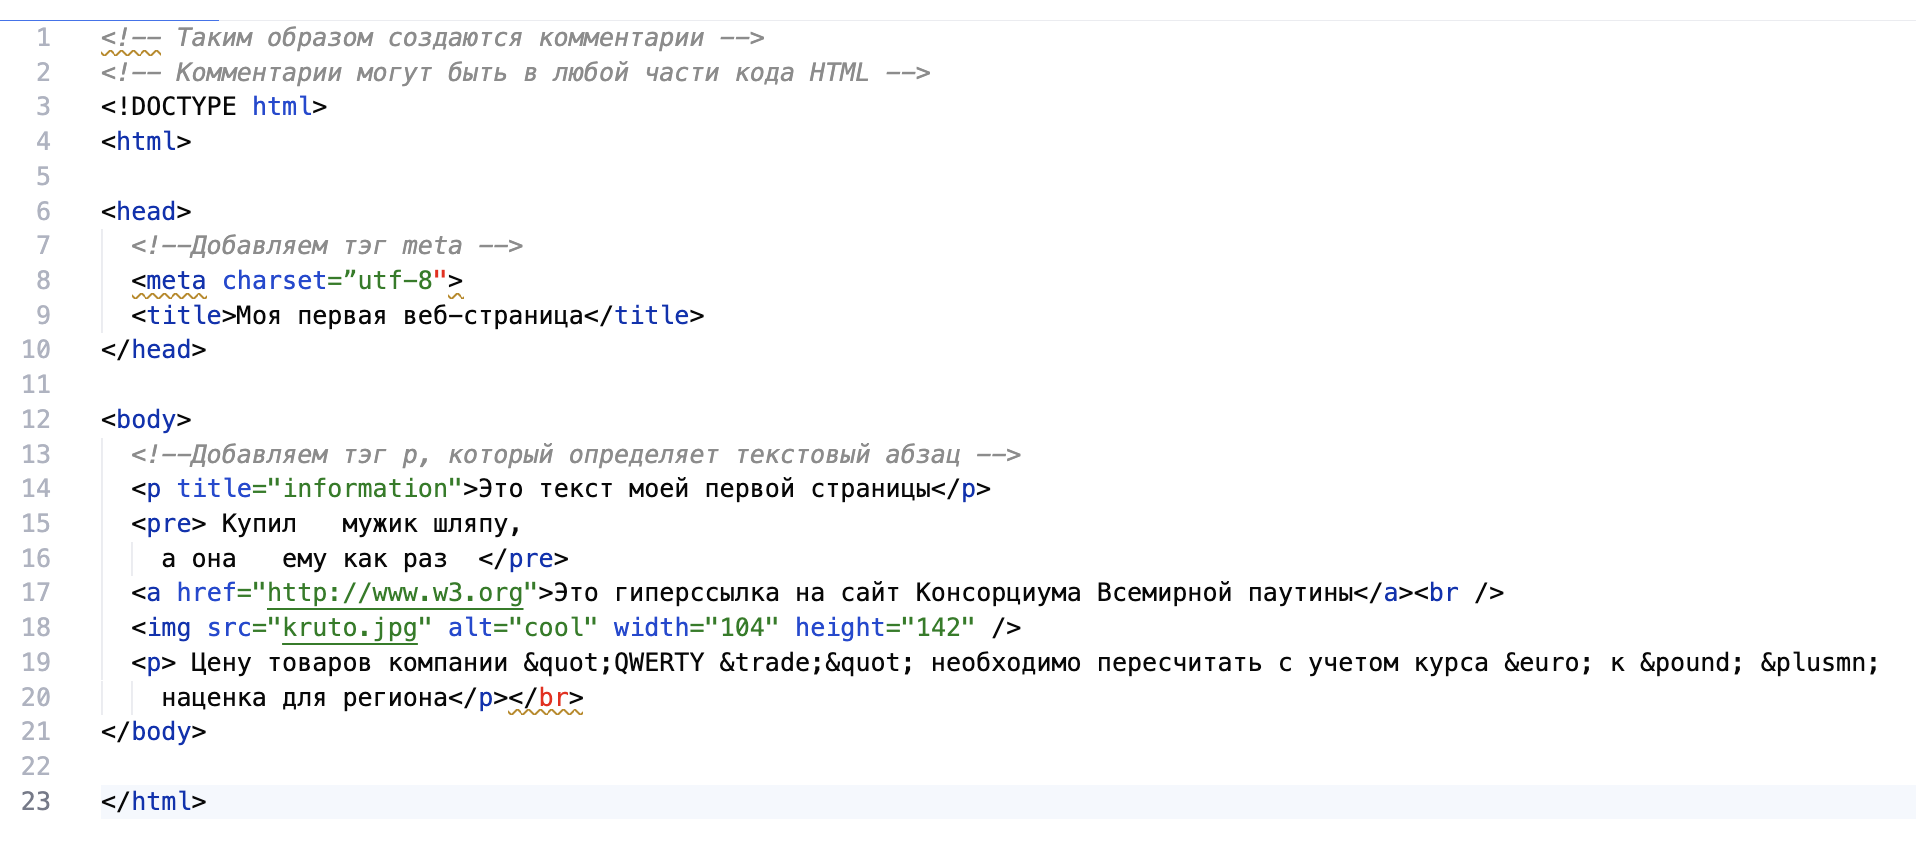 1 <!-- Таким образом создаются комментарии -->
2 <!-- Комментарии могут быть в любой части кода HTML -->
3 <!DOCTYPE html>
4 <html>
5
6 <head>
7   <!--Добавляем тэг meta -->
8   <meta charset=”utf-8">
9   <title>Моя первая веб-страница</title>
10 </head>
11
12 <body>
13   <!--Добавляем тэг p, который определяет текстовый абзац -->
14   <p title="information">Это текст моей первой страницы</p>
15   <pre> Купил   мужик шляпу,
16     а она   ему как раз  </pre>
17   <a href="http://www.w3.org">Это гиперссылка на сайт Консорциума Всемирной паутины</a><br />
18   <img src="kruto.jpg" alt="cool" width="104" height="142" />
19   <p> Цену товаров компании &quot;QWERTY &trade;&quot; необходимо пересчитать с учетом курса &euro; к &pound; &plusmn;
20     наценка для региона</p></br>
21 </body>
22
23 </html>